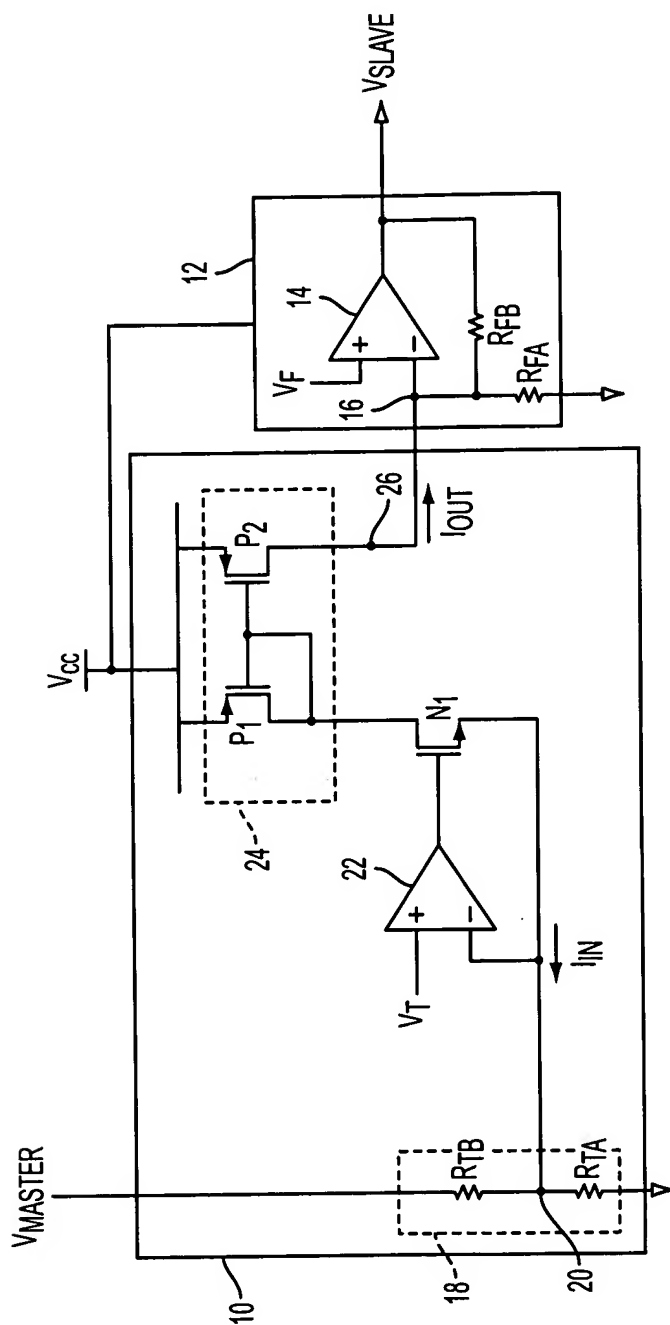 VMASTER
VCC
12
14
VF
+
−
16
VSLAVE
RFB
RFA
P1
P2
24
26
IOUT
22
VT
+
−
N1
IIN
RTB
RTA
10
18
20